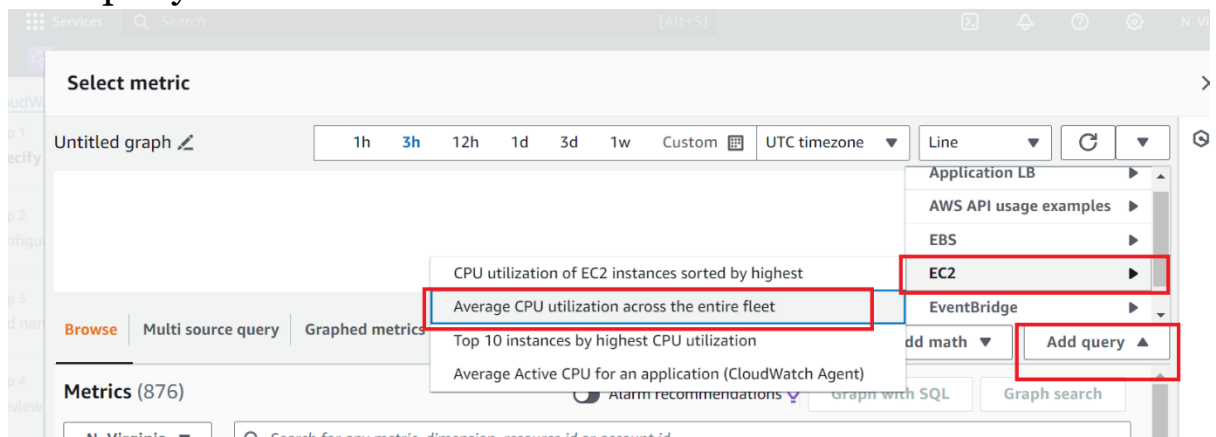 Services Search [Alt+S] N. Vi
Select metric
Untitled graph 1h 3h 12h 1d 3d 1w Custom UTC timezone Line
Application LB
AWS API usage examples
EBS
CPU utilization of EC2 instances sorted by highest EC2
Average CPU utilization across the entire fleet EventBridge
Browse Multi source query Graphed metrics Top 10 instances by highest CPU utilization dd math Add query
Average Active CPU for an application (CloudWatch Agent)
Metrics (876) Alarm recommendations Graph with SQL Graph search
N. Virginia Search for any metric, dimension, resource id or account id